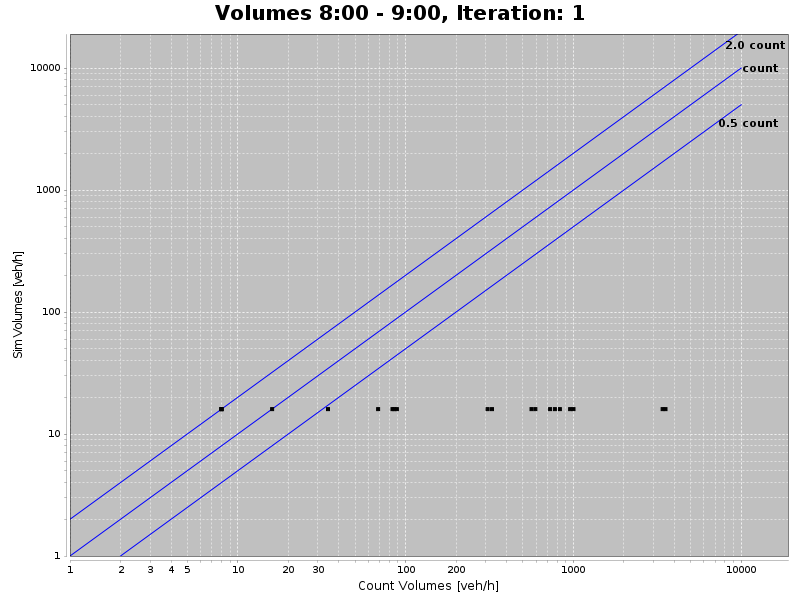 Volumes 8:00 - 9:00, Iteration: 1
2.0 count
count
0.5 count
10000
1000
100
10
1
Sim Volumes [veh/h]
1 2 3 4 5 10 20 30 100 200 1000 10000
Count Volumes [veh/h]